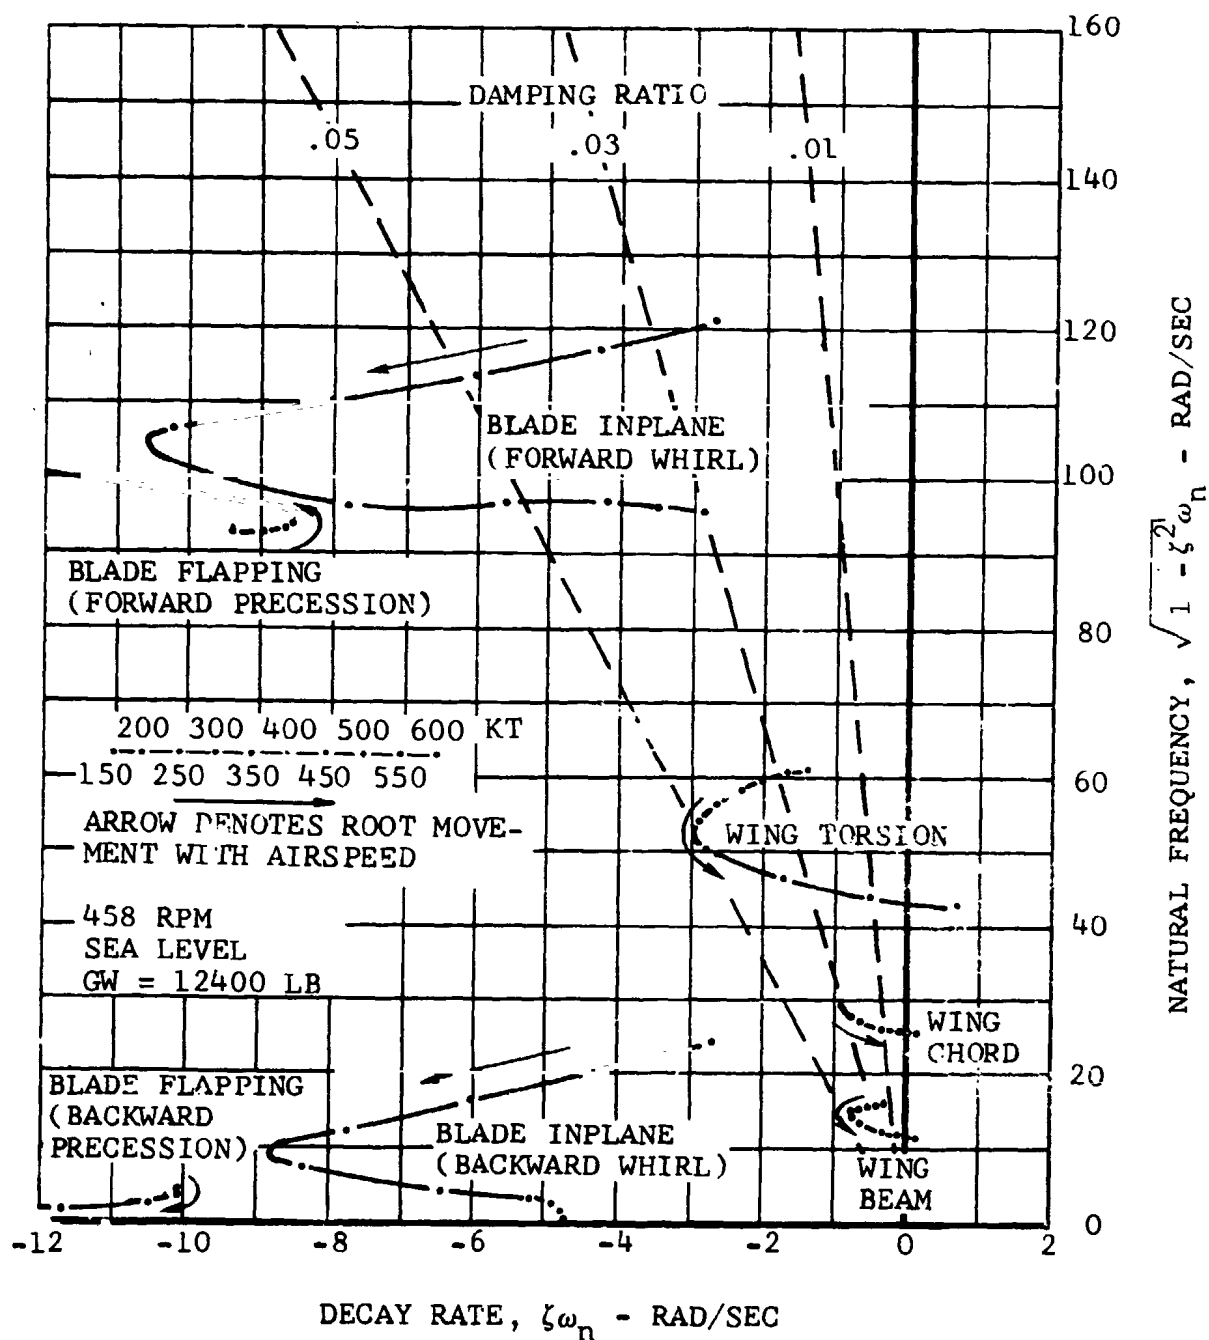 160
DAMPING RATIO
.05
.03
.01
140
120
BLADE INPLANE
(FORWARD WHIRL)
100
BLADE FLAPPING
(FORWARD PRECESSION)
80
200 300 400 500 600 KT
150 250 350 450 550
60
ARROW DENOTES ROOT MOVE-
MENT WITH AIRSPEED
WING TORSION
458 RPM
SEA LEVEL
GW = 12400 LB
40
WING
CHORD
20
BLADE FLAPPING
(BACKWARD
PRECESSION)
BLADE INPLANE
(BACKWARD WHIRL)
WING
BEAM
0
-12 -10 -8 -6 -4 -2 0 2
DECAY RATE, ζωn - RAD/SEC
NATURAL FREQUENCY, √1 - ζ² ωn - RAD/SEC